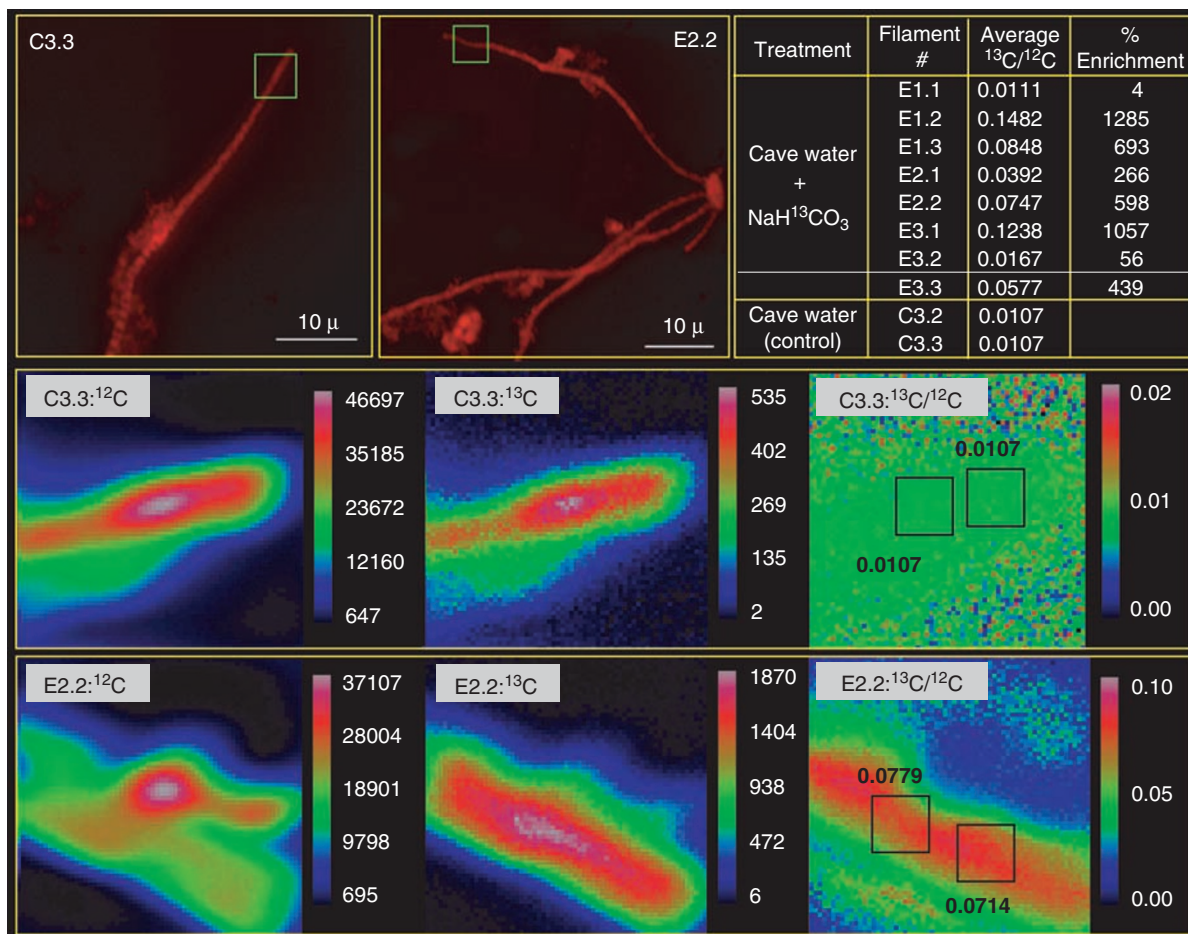 C3.3
10 µ
E2.2
10 µ
Treatment Filament # Average ¹³C/¹²C % Enrichment
Cave water + NaH¹³CO₃
E1.1 0.0111 4
E1.2 0.1482 1285
E1.3 0.0848 693
E2.1 0.0392 266
E2.2 0.0747 598
E3.1 0.1238 1057
E3.2 0.0167 56
E3.3 0.0577 439
Cave water (control)
C3.2 0.0107
C3.3 0.0107
C3.3:¹²C
46697
35185
23672
12160
647
C3.3:¹³C
535
402
269
135
2
C3.3:¹³C/¹²C
0.0107
0.0107
0.02
0.01
0.00
E2.2:¹²C
37107
28004
18901
9798
695
E2.2:¹³C
1870
1404
938
472
6
E2.2:¹³C/¹²C
0.0779
0.0714
0.10
0.05
0.00